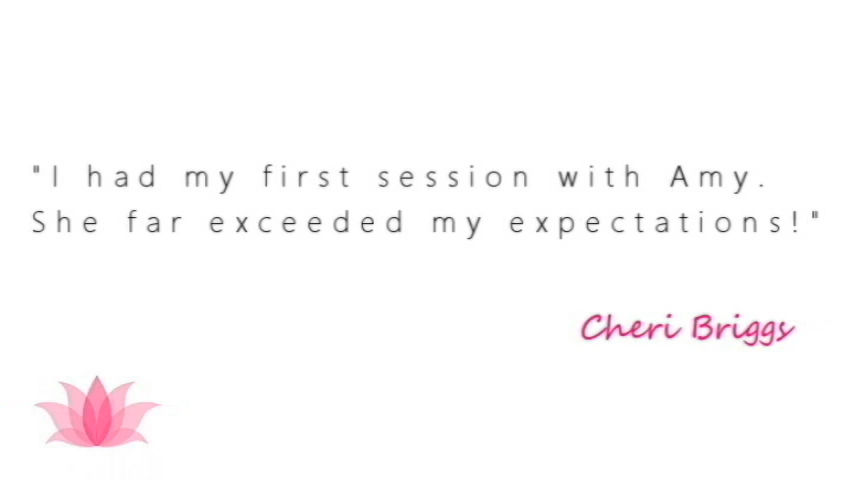 "I had my first session with Amy.
She far exceeded my expectations!"
Cheri Briggs